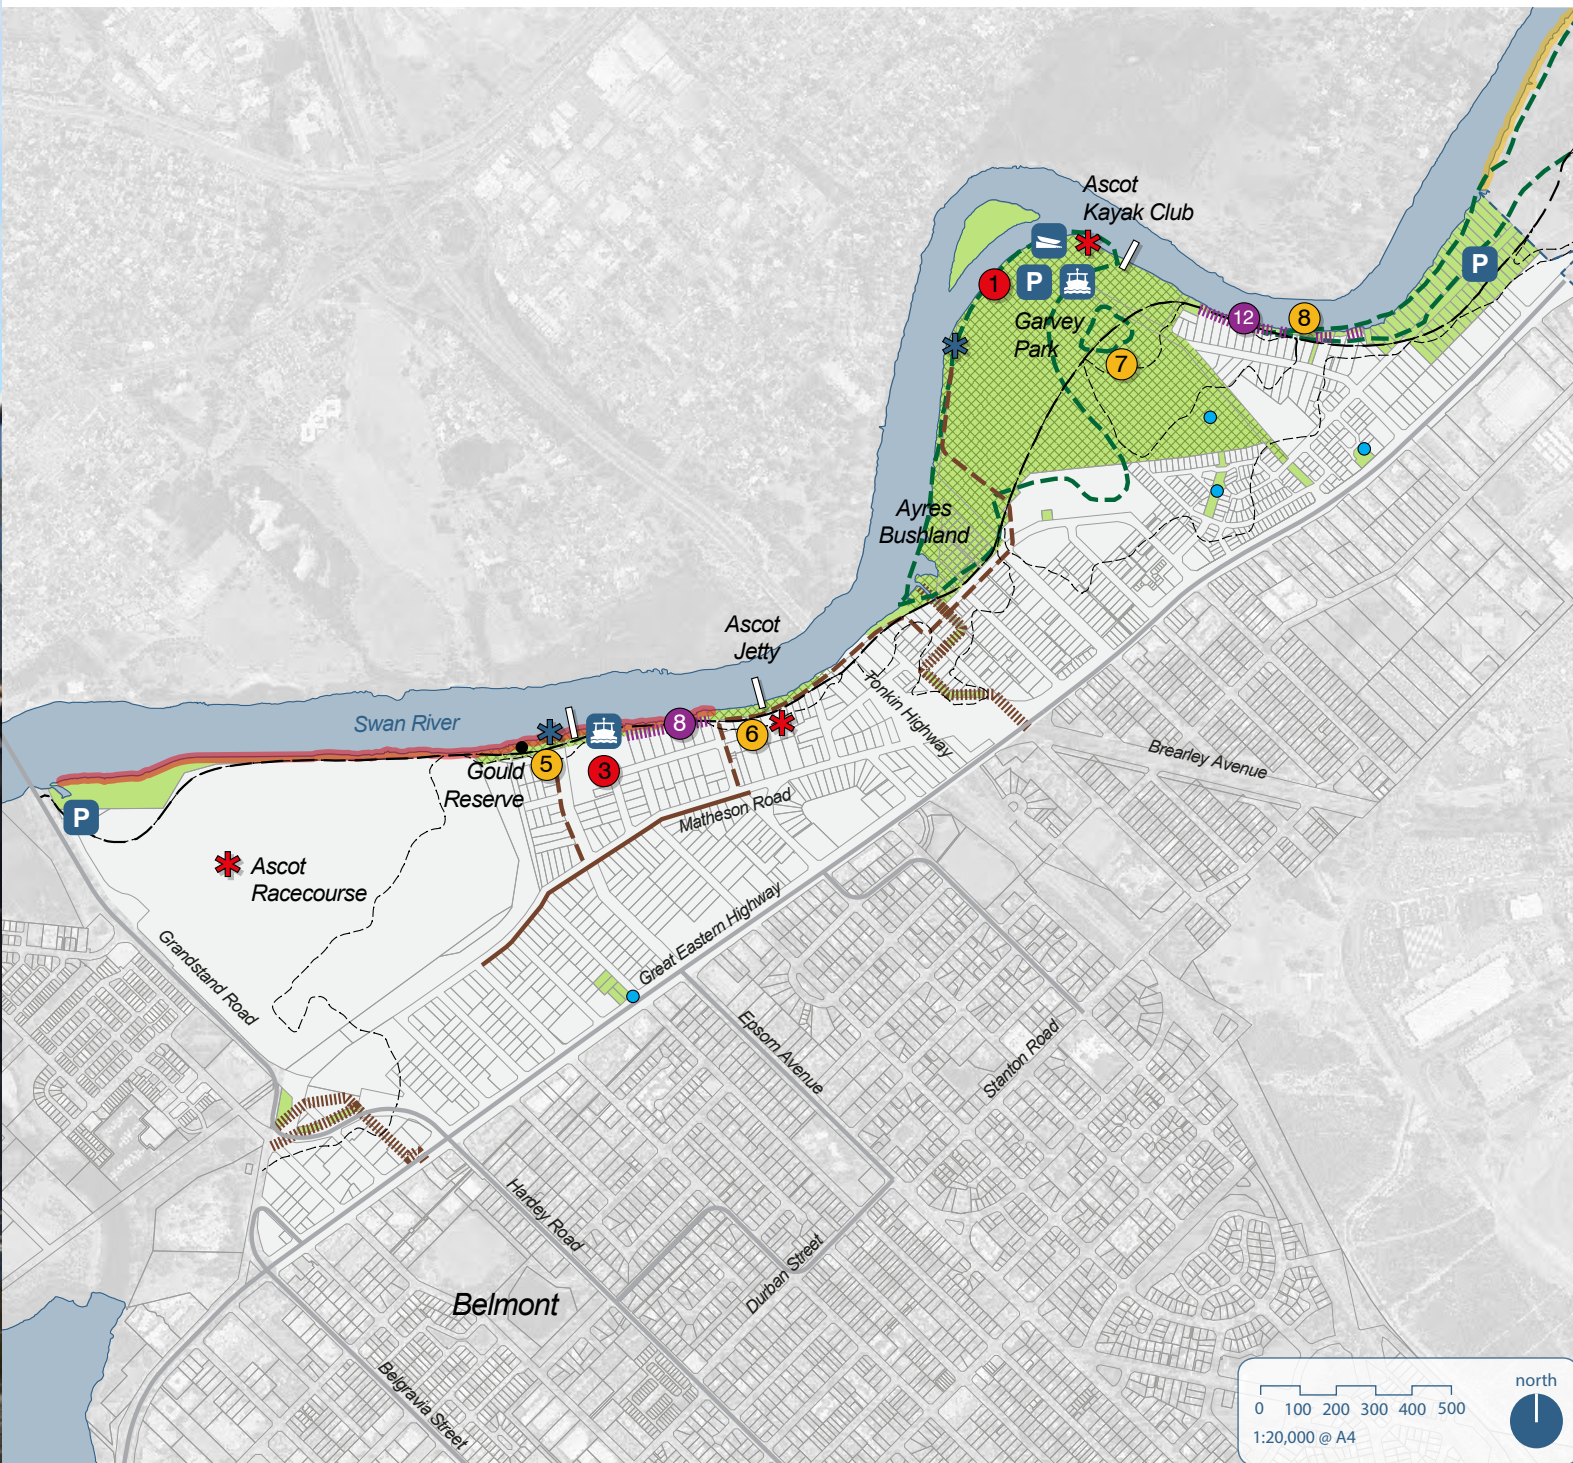 Ascot
Kayak Club
P
1
P
12
8
Garvey
Park
7
Ayres
Bushland
Ascot
Jetty
Tonkin Highway
Swan River
8
6
5
3
Gould
Reserve
Brearley Avenue
P
Matheson Road
Ascot
Racecourse
Great Eastern Highway
Grandstand Road
Epsom Avenue
Stanton Road
Hardey Road
Durban Street
Belmont
Belgravia Street
north
0 100 200 300 400 500
1:20,000 @ A4